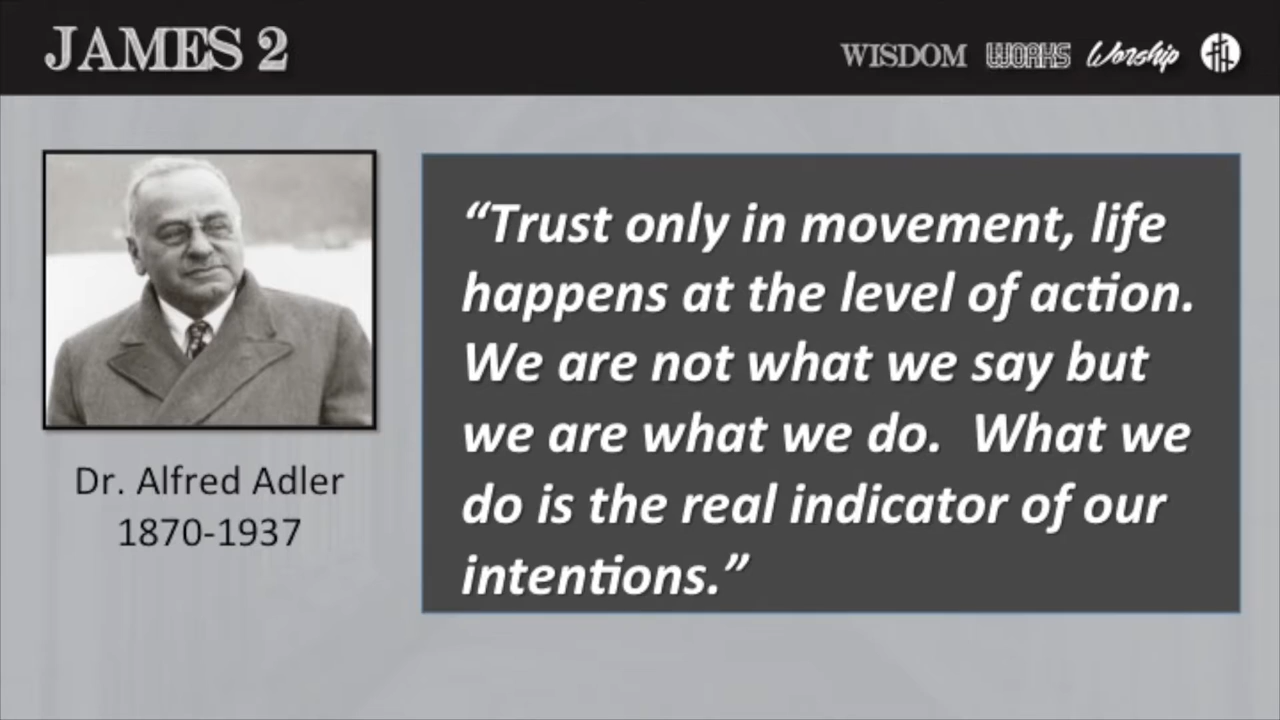 JAMES 2
WISDOM WORKS Worship
Dr. Alfred Adler
1870-1937
“Trust only in movement, life
happens at the level of action.
We are not what we say but
we are what we do.  What we
do is the real indicator of our
intentions.”